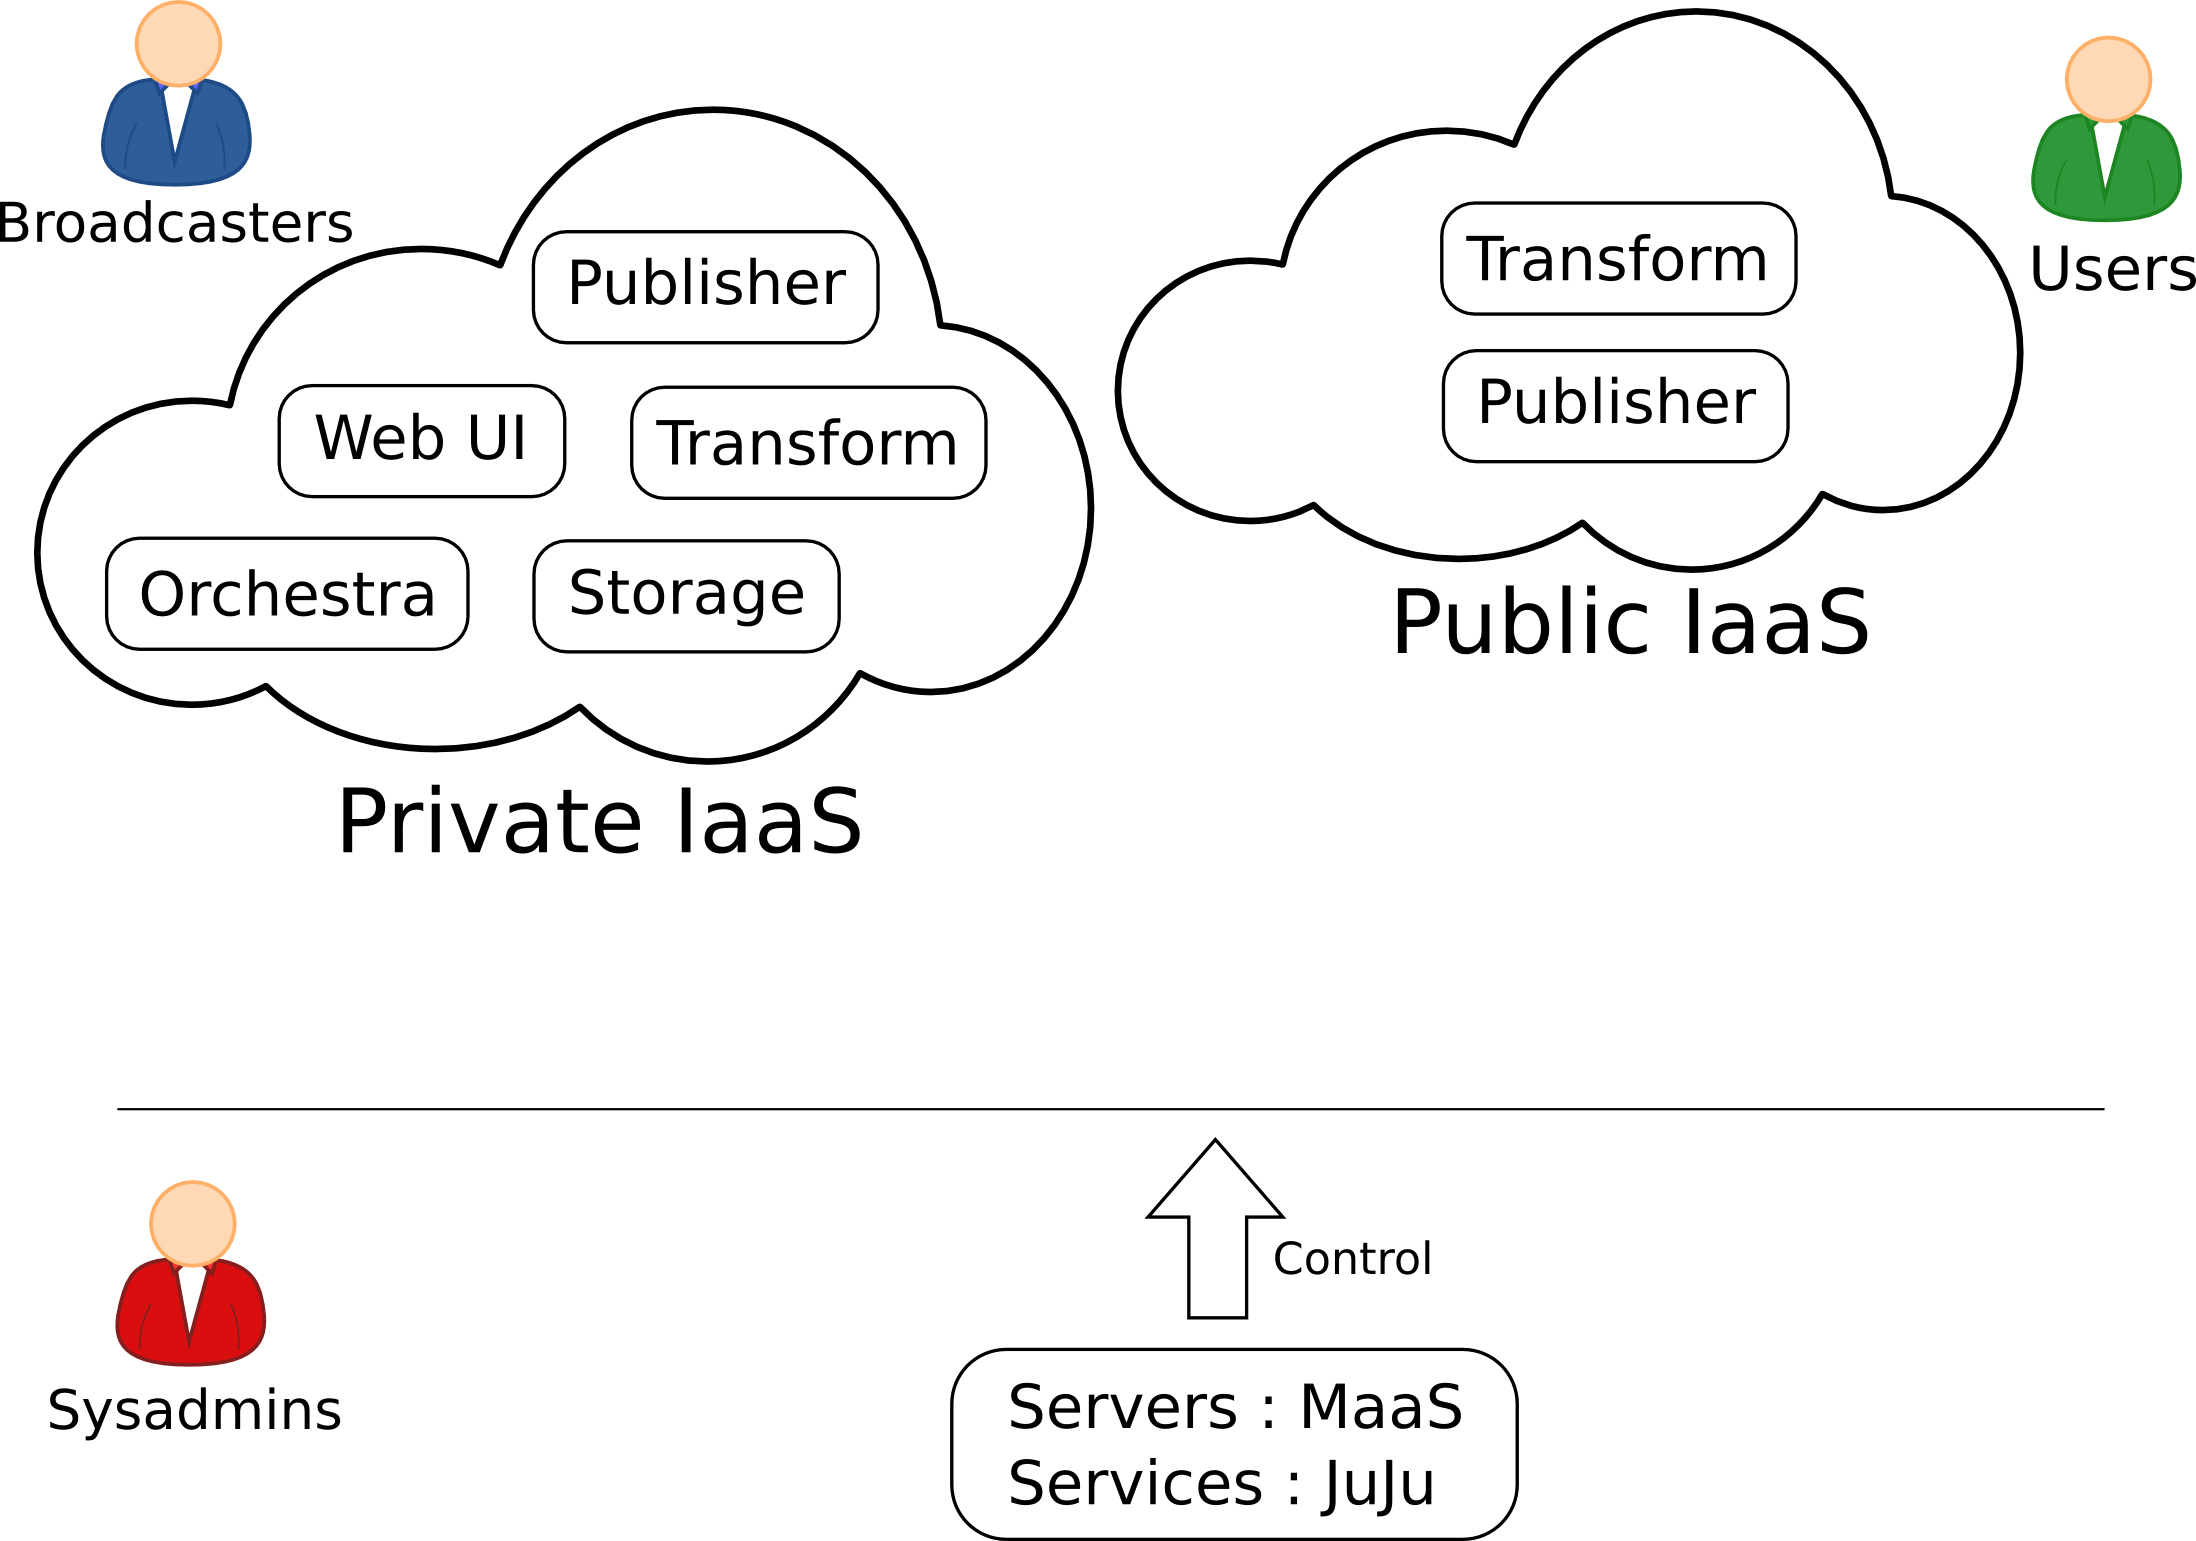 Broadcasters
Publisher
Web UI
Transform
Orchestra
Storage
Private IaaS
Transform
Publisher
Public IaaS
Users
Sysadmins
Control
Servers : MaaS
Services : JuJu